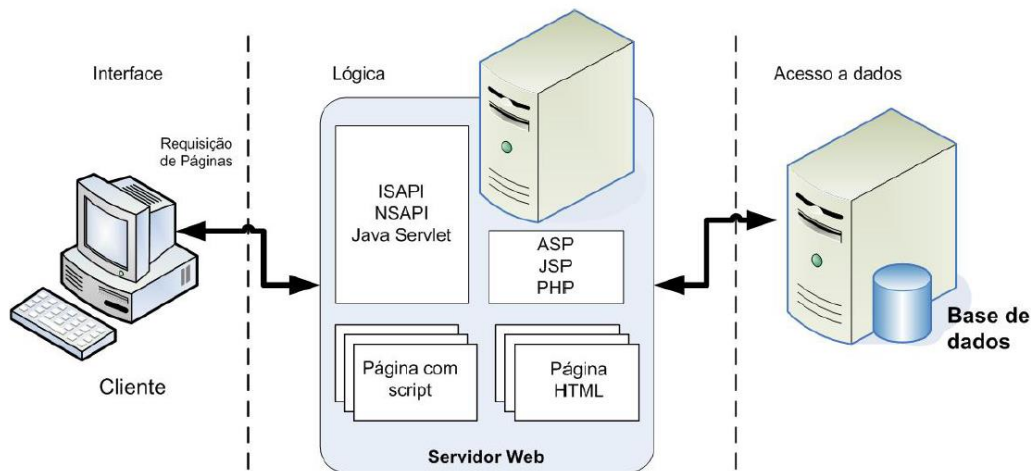 Interface
Lógica
Acesso a dados
Requisição
de Páginas
ISAPI
NSAPI
Java Servlet
ASP
JSP
PHP
Página com
script
Página
HTML
Cliente
Servidor Web
Base de
dados